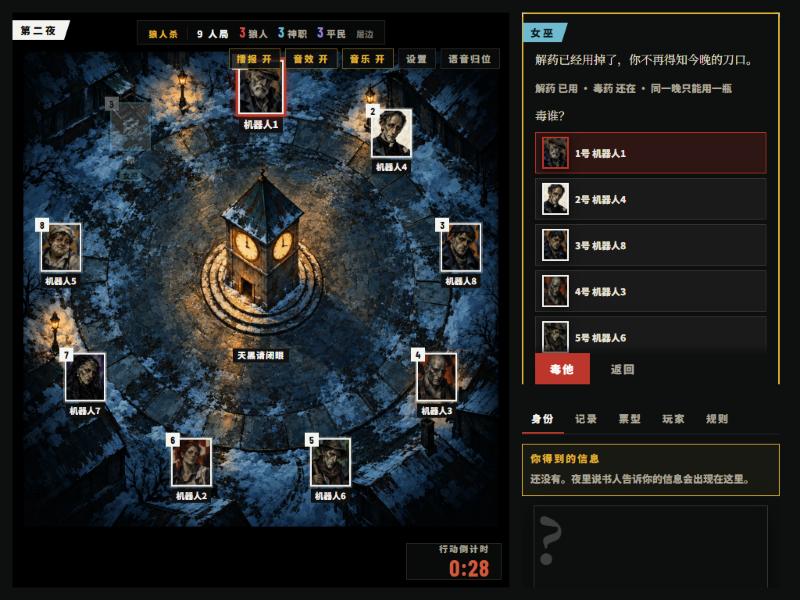 第二夜
狼人杀 9 人局 3 狼人 3 神职 3 平民 屠边
播报 开 音效 开 音乐 开 设置 语音归位
机器人1
2
机器人4
8
机器人5
3
机器人8
天黑请闭眼
7
机器人7
4
机器人3
6
机器人2
5
机器人6
行动倒计时
0:28
女巫
解药已经用掉了，你不再得知今晚的刀口。
解药 已用 · 毒药 还在 · 同一晚只能用一瓶
毒谁？
1号 机器人1
2号 机器人4
3号 机器人8
4号 机器人3
5号 机器人6
毒他 返回
身份 记录 票型 玩家 规则
你得到的信息
还没有。夜里说书人告诉你的信息会出现在这里。
?